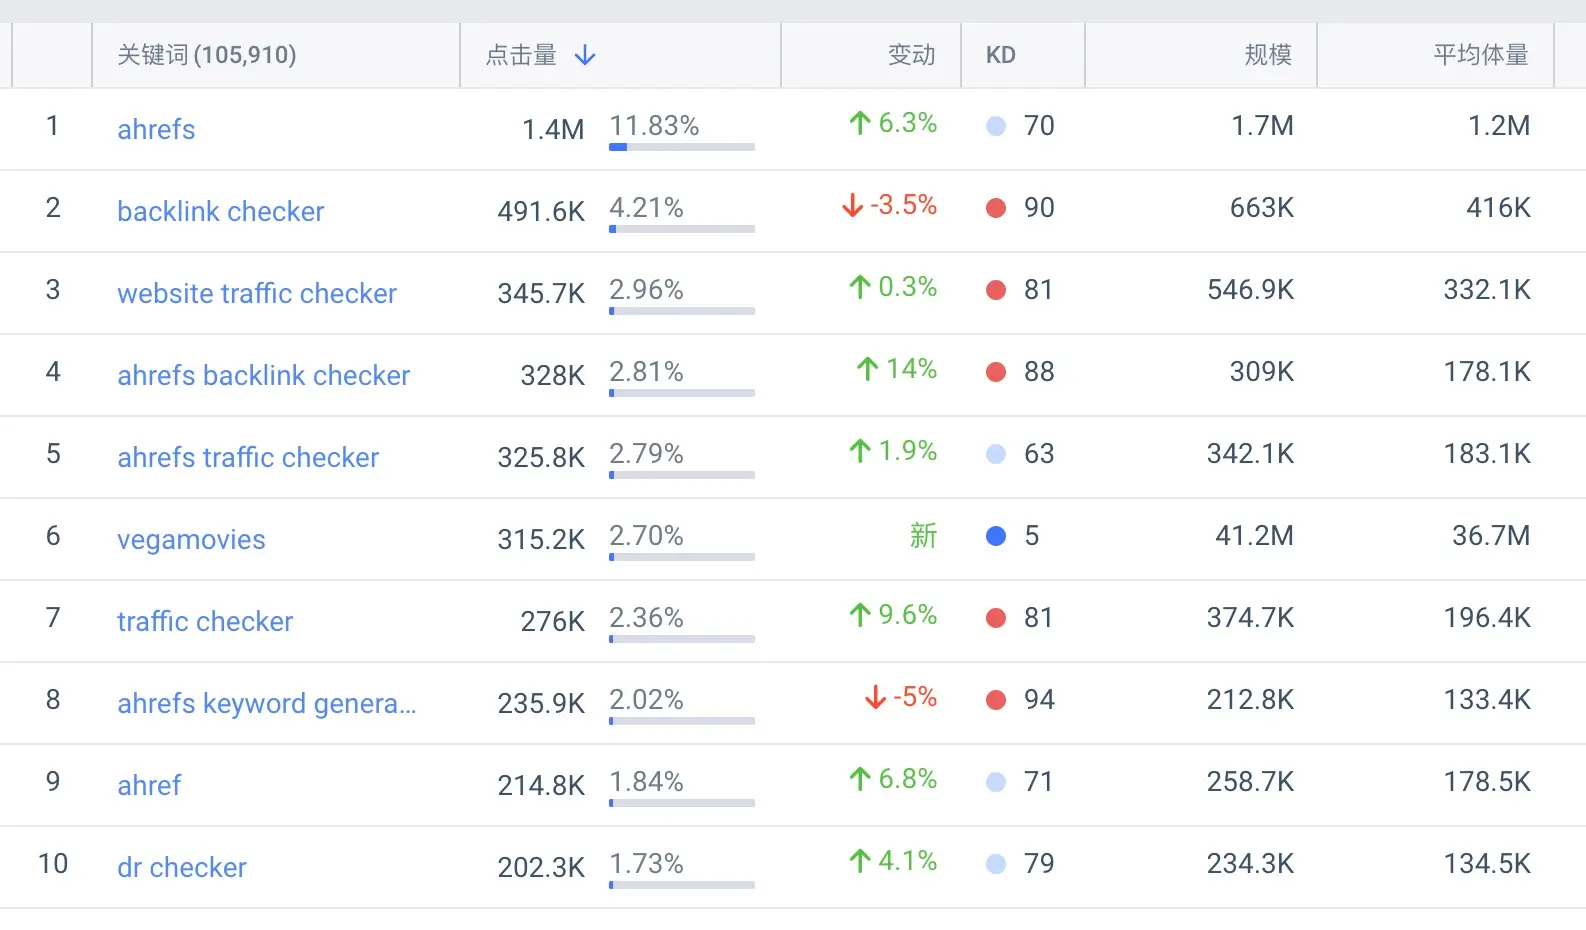 关键词 (105,910) 点击量 变动 KD 规模 平均体量
1 ahrefs 1.4M 11.83% 6.3% 70 1.7M 1.2M
2 backlink checker 491.6K 4.21% -3.5% 90 663K 416K
3 website traffic checker 345.7K 2.96% 0.3% 81 546.9K 332.1K
4 ahrefs backlink checker 328K 2.81% 14% 88 309K 178.1K
5 ahrefs traffic checker 325.8K 2.79% 1.9% 63 342.1K 183.1K
6 vegamovies 315.2K 2.70% 新 5 41.2M 36.7M
7 traffic checker 276K 2.36% 9.6% 81 374.7K 196.4K
8 ahrefs keyword genera... 235.9K 2.02% -5% 94 212.8K 133.4K
9 ahref 214.8K 1.84% 6.8% 71 258.7K 178.5K
10 dr checker 202.3K 1.73% 4.1% 79 234.3K 134.5K